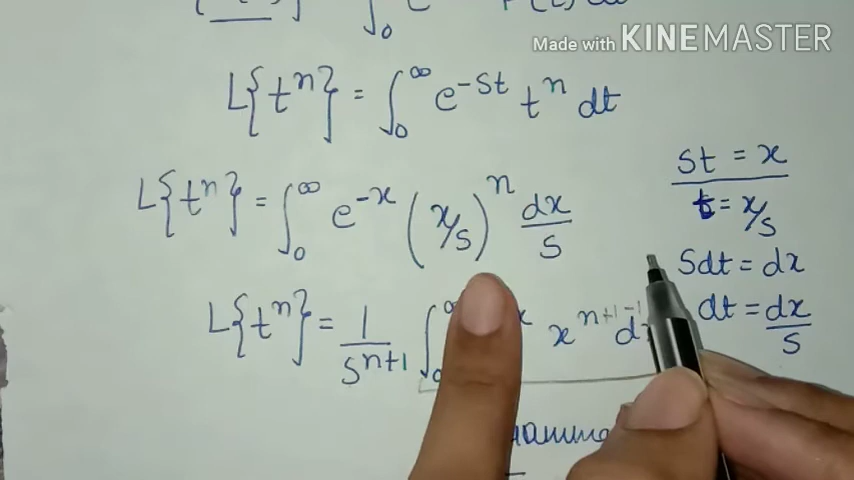 Made with KINEMASTER
L{tⁿ} = ∫₀^∞ e^(-st) tⁿ dt
L{tⁿ} = ∫₀^∞ e^(-x) (x/s)ⁿ dx/s
L{tⁿ} = 1/s^(n+1) ∫ x^(n+1-1)
st = x
t = x/s
sdt = dx
dt = dx/s